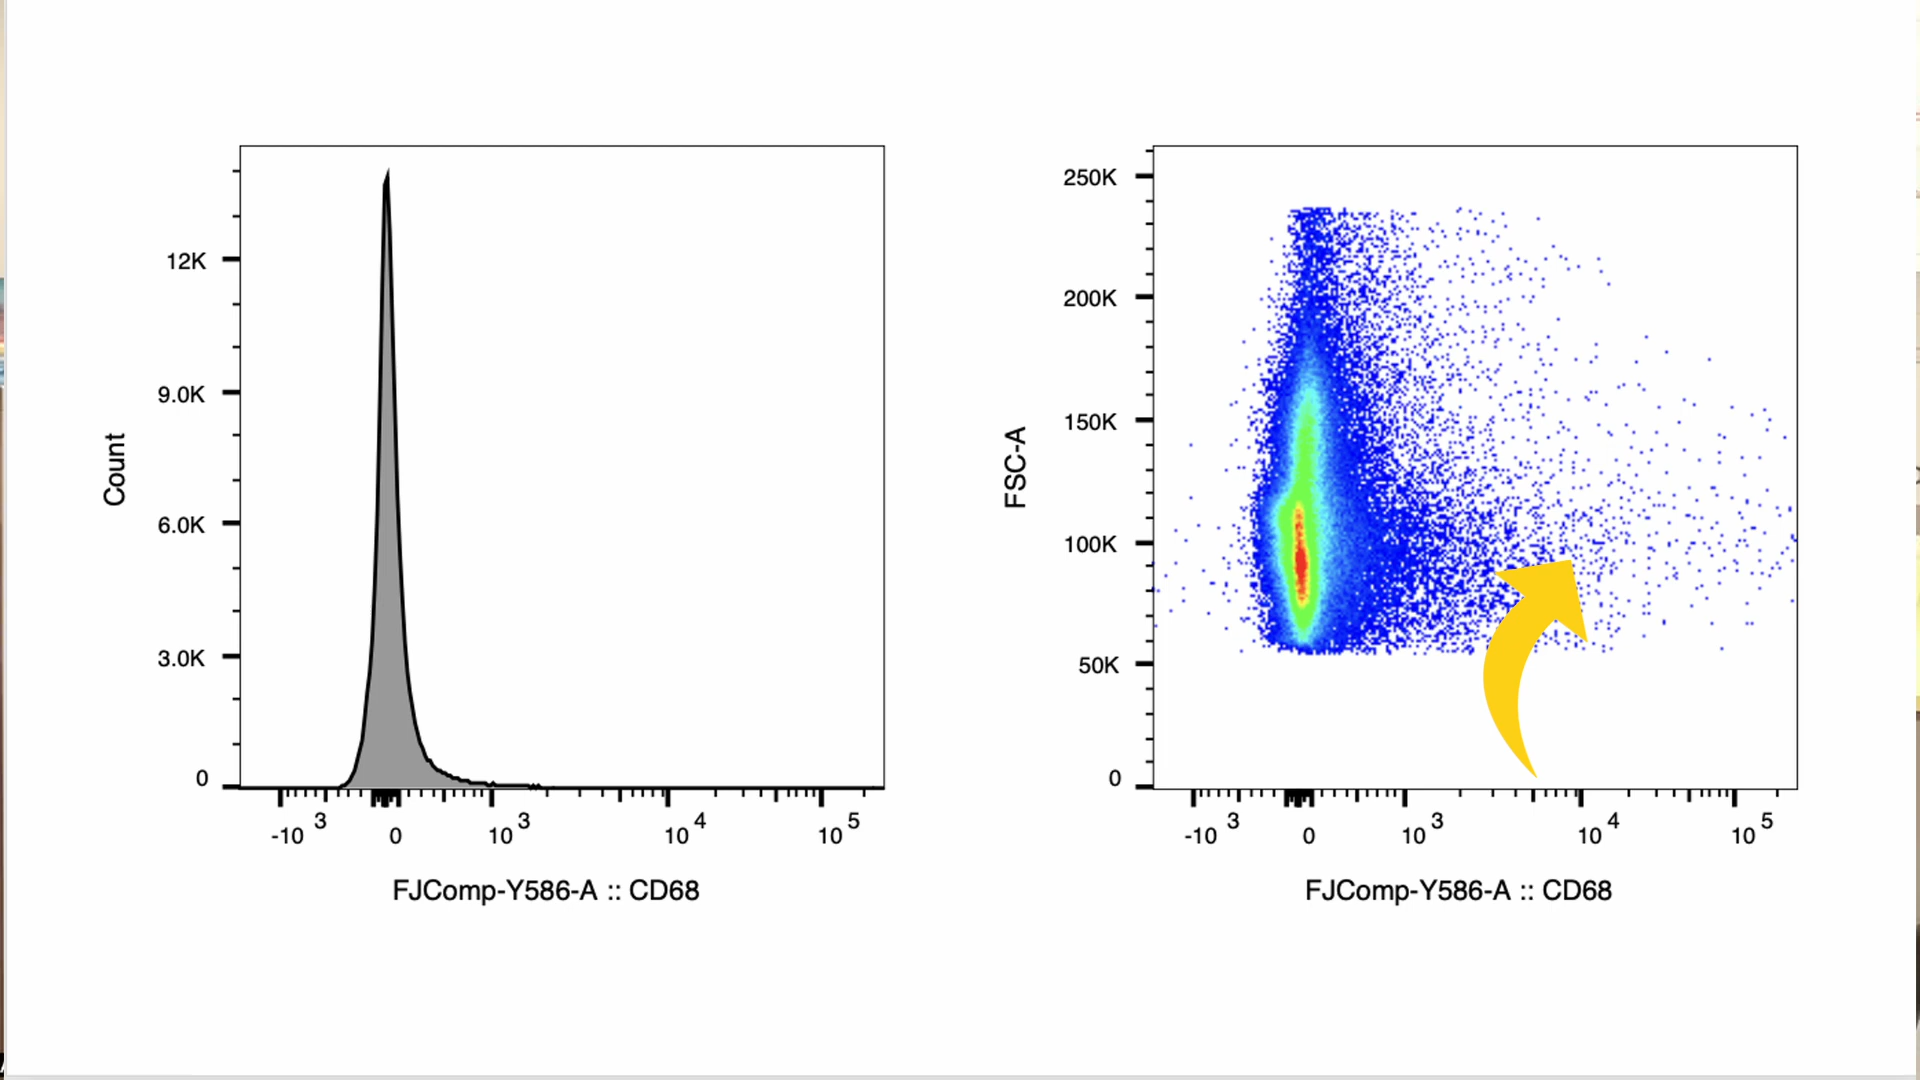 12K
9.0K
6.0K
3.0K
0
Count
-10 3 0 10 3 10 4 10 5
FJComp-Y586-A :: CD68
250K
200K
150K
100K
50K
0
FSC-A
-10 3 0 10 3 10 4 10 5
FJComp-Y586-A :: CD68